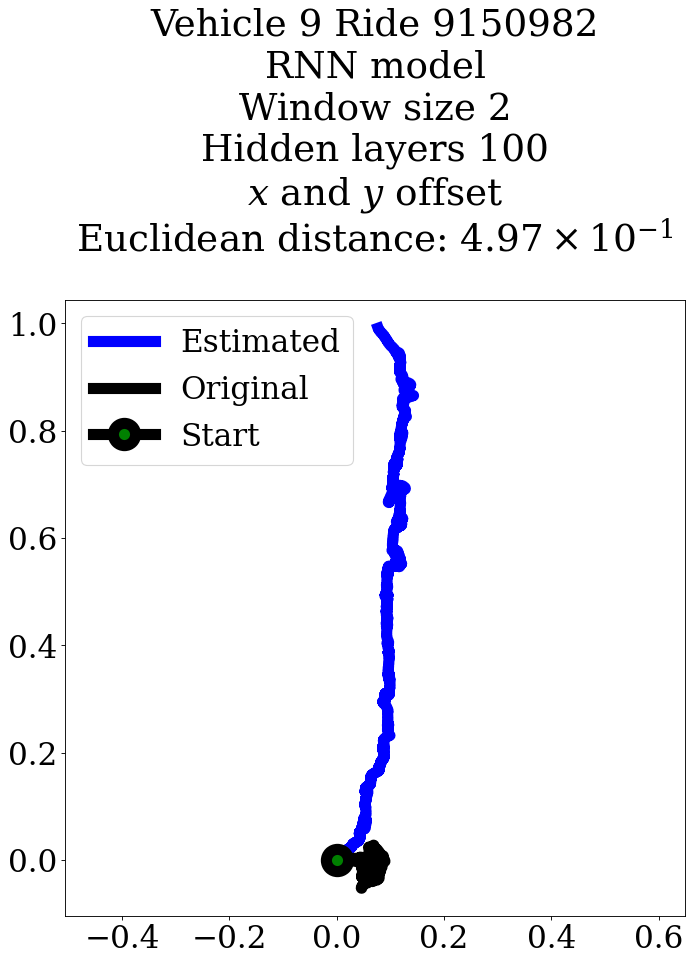 Vehicle 9 Ride 9150982
RNN model
Window size 2
Hidden layers 100
x and y offset
Euclidean distance: 4.97 × 10⁻¹
Estimated
Original
Start
1.0
0.8
0.6
0.4
0.2
0.0
−0.4 −0.2 0.0 0.2 0.4 0.6